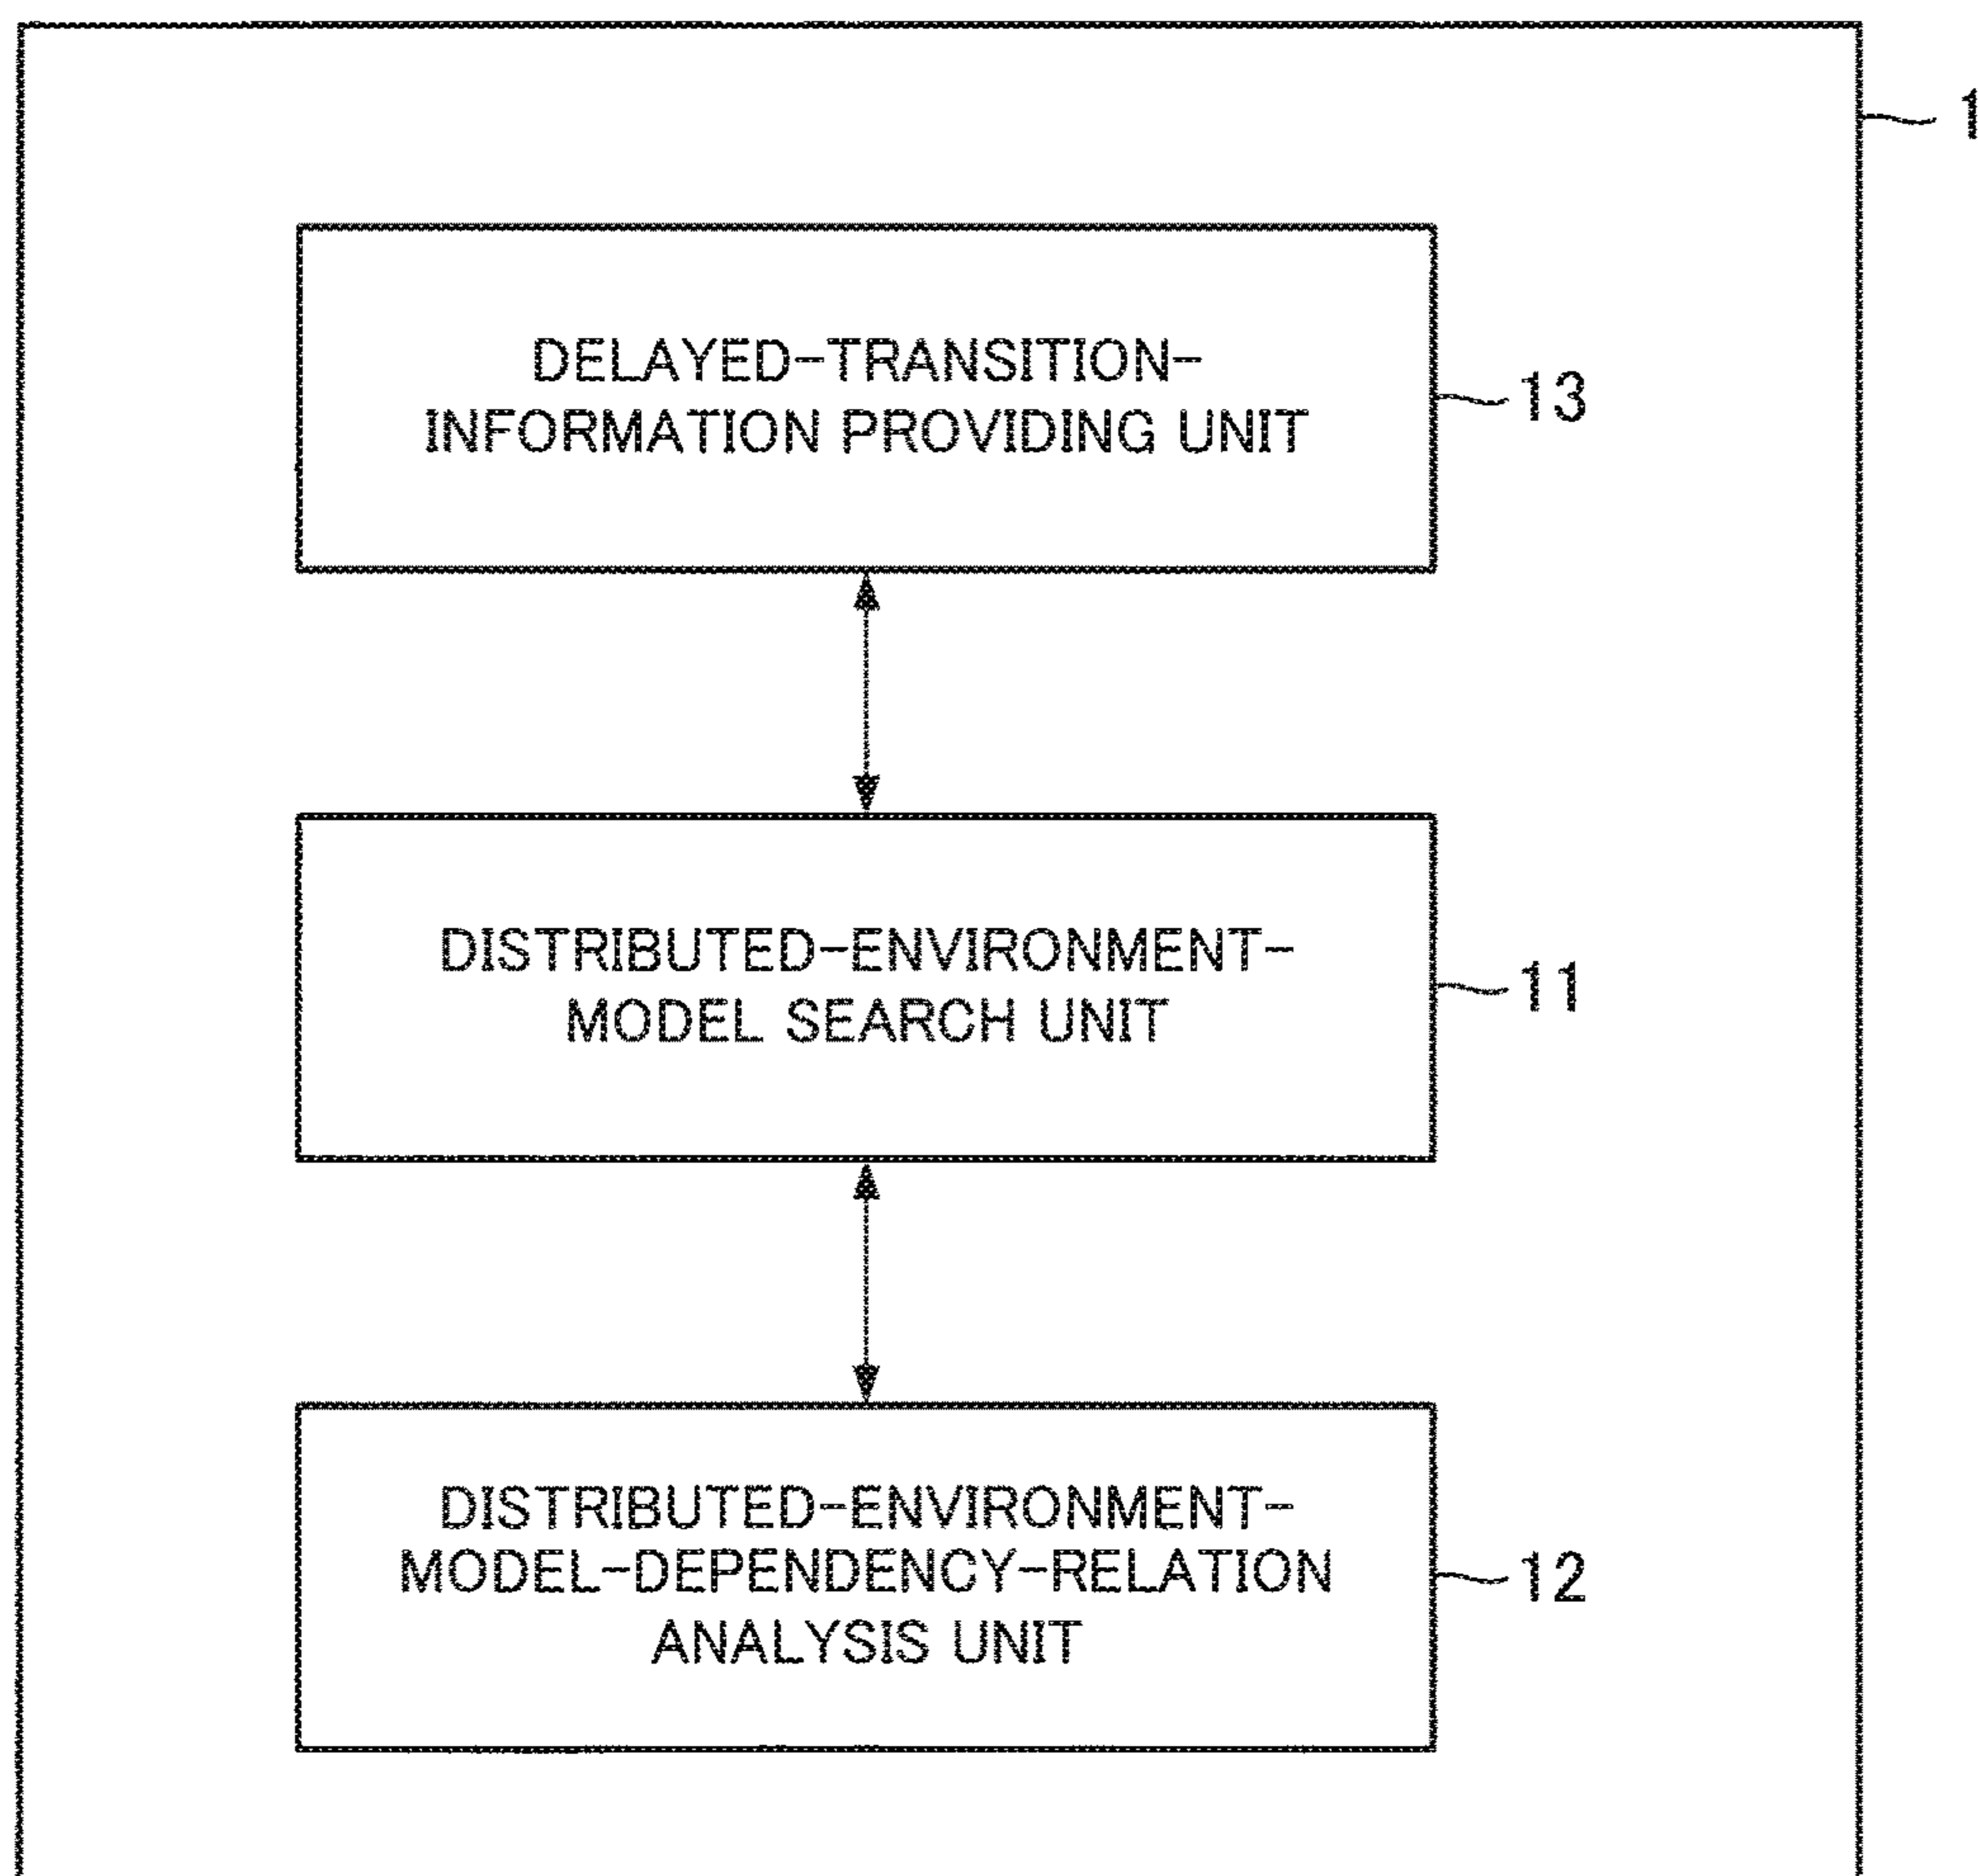 1
DELAYED-TRANSITION-
INFORMATION PROVIDING UNIT
13
DISTRIBUTED-ENVIRONMENT-
MODEL SEARCH UNIT
11
DISTRIBUTED-ENVIRONMENT-
MODEL-DEPENDENCY-RELATION
ANALYSIS UNIT
12